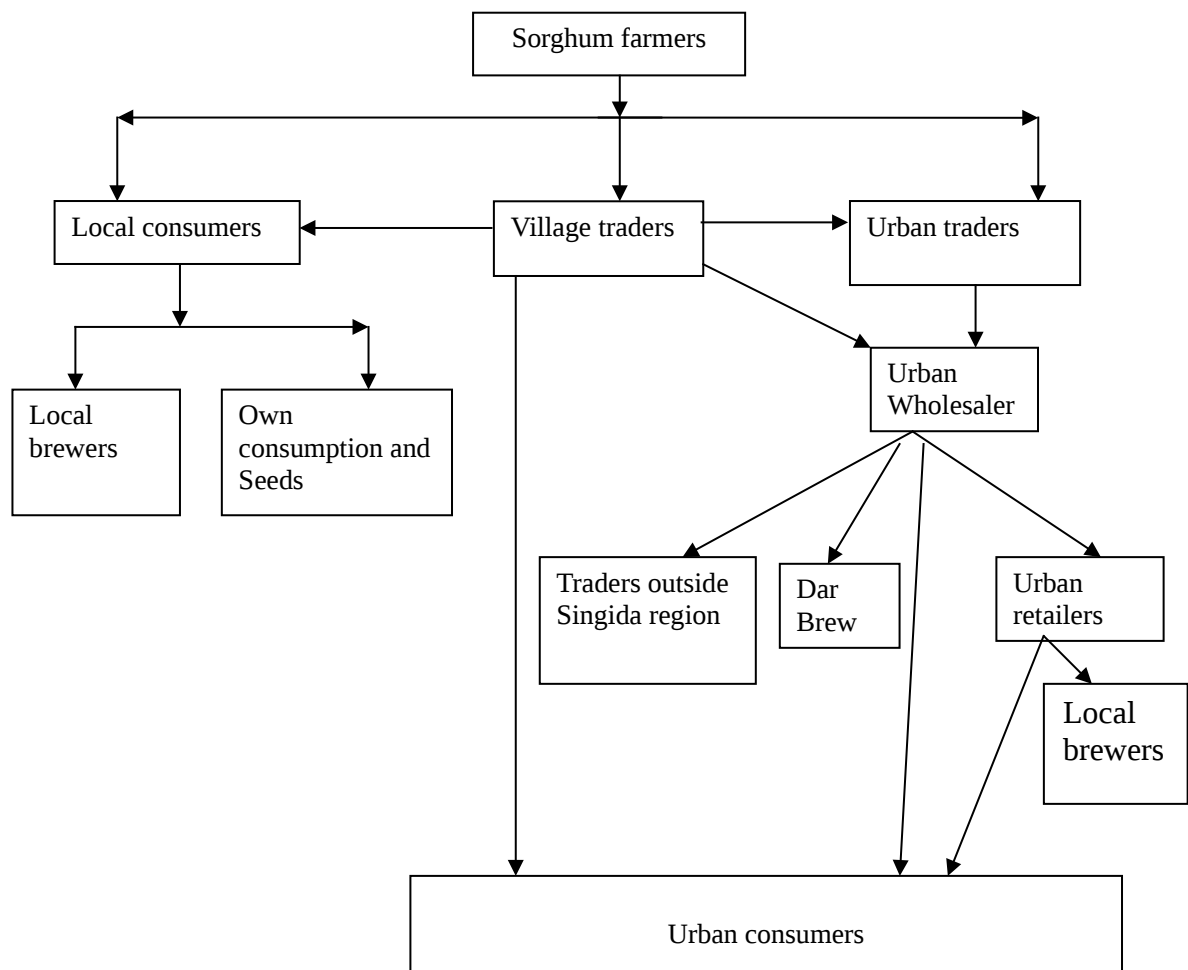 Sorghum farmers
Local consumers
Village traders
Urban traders
Urban
Wholesaler
Local
brewers
Own
consumption and
Seeds
Traders outside
Singida region
Dar
Brew
Urban
retailers
Local
brewers
Urban consumers